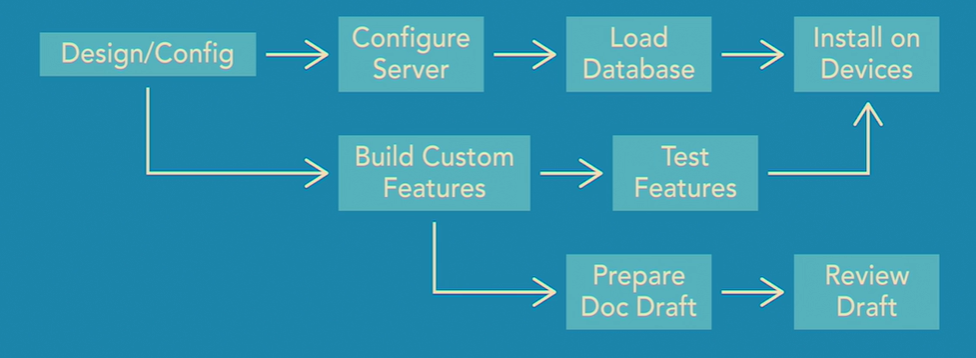 Design/Config
Configure
Server
Load
Database
Install on
Devices
Build Custom
Features
Test
Features
Prepare
Doc Draft
Review
Draft